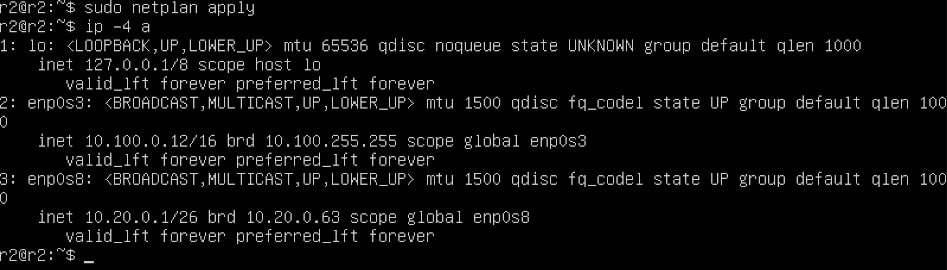 r2@r2:~$ sudo netplan apply
r2@r2:~$ ip -4 a
1: lo: <LOOPBACK,UP,LOWER_UP> mtu 65536 qdisc noqueue state UNKNOWN group default qlen 1000
    inet 127.0.0.1/8 scope host lo
       valid_lft forever preferred_lft forever
2: enp0s3: <BROADCAST,MULTICAST,UP,LOWER_UP> mtu 1500 qdisc fq_codel state UP group default qlen 100
0
    inet 10.100.0.12/16 brd 10.100.255.255 scope global enp0s3
       valid_lft forever preferred_lft forever
3: enp0s8: <BROADCAST,MULTICAST,UP,LOWER_UP> mtu 1500 qdisc fq_codel state UP group default qlen 100
0
    inet 10.20.0.1/26 brd 10.20.0.63 scope global enp0s8
       valid_lft forever preferred_lft forever
r2@r2:~$ _